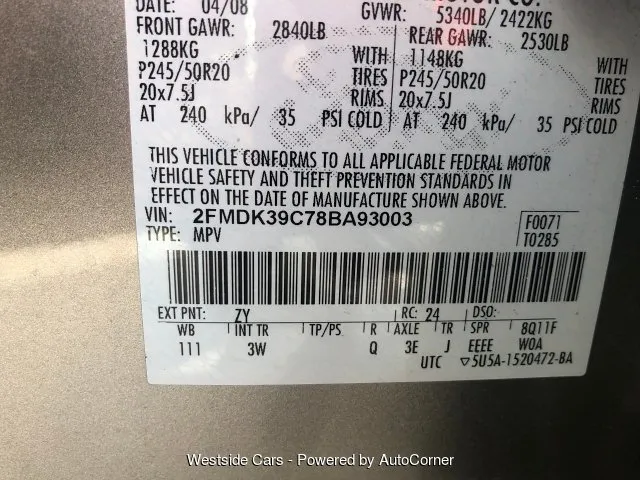 DATE: 04/08
GVWR: 5340LB/ 2422KG
FRONT GAWR: 2840LB
1288KG WITH
P245/50R20 TIRES
20x7.5J RIMS
AT 240 kPa/ 35 PSI COLD
REAR GAWR: 2530LB
1148KG WITH
P245/50R20 TIRES
20x7.5J RIMS
AT 240 kPa/ 35 PSI COLD
THIS VEHICLE CONFORMS TO ALL APPLICABLE FEDERAL MOTOR
VEHICLE SAFETY AND THEFT PREVENTION STANDARDS IN
EFFECT ON THE DATE OF MANUFACTURE SHOWN ABOVE.
VIN: 2FMDK39C78BA93003
TYPE: MPV
F0071
T0285
EXT PNT: ZY RC: 24 DSO:
WB INT TR TP/PS R AXLE TR SPR 8Q11F
111 3W Q 3E J EEEE W0A
UTC ▽5U5A-1520472-BA
Westside Cars - Powered by AutoCorner